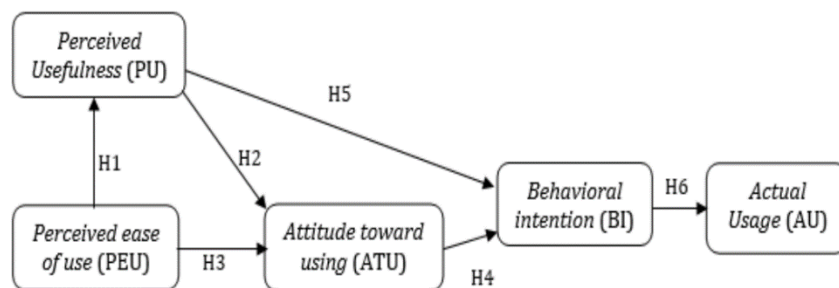 Perceived
Usefulness (PU)
H5
H2
H1
Behavioral
intention (BI)
H6
Actual
Usage (AU)
Perceived ease
of use (PEU)
H3
Attitude toward
using (ATU)
H4